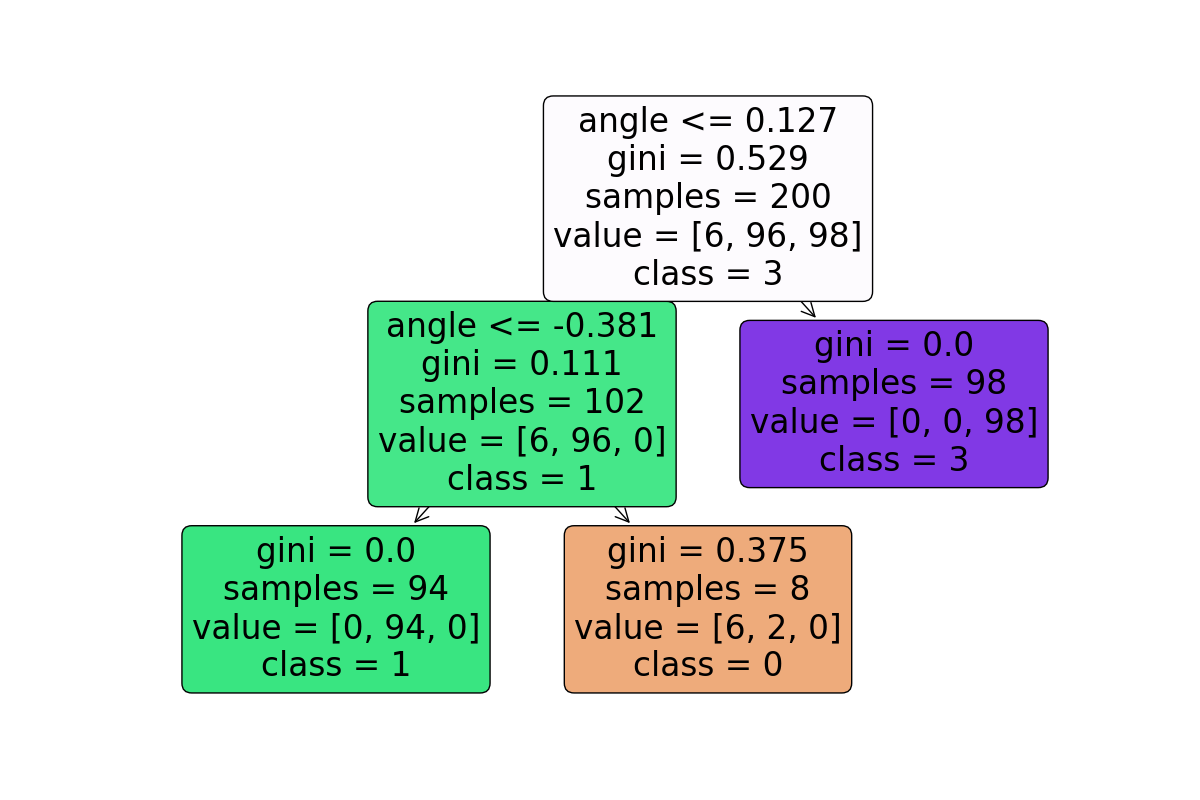 angle <= 0.127
gini = 0.529
samples = 200
value = [6, 96, 98]
class = 3
angle <= -0.381
gini = 0.111
samples = 102
value = [6, 96, 0]
class = 1
gini = 0.0
samples = 98
value = [0, 0, 98]
class = 3
gini = 0.0
samples = 94
value = [0, 94, 0]
class = 1
gini = 0.375
samples = 8
value = [6, 2, 0]
class = 0